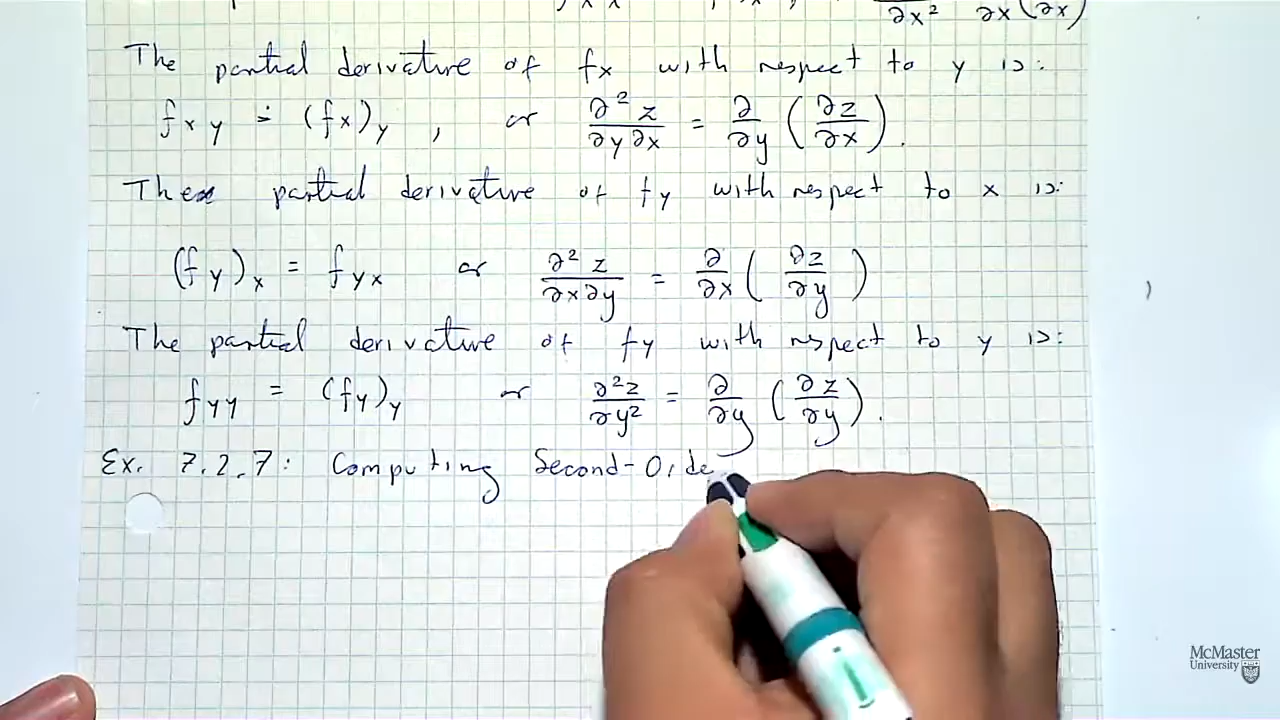 ∂x² ∂x(∂x)
The partial derivative of fx with respect to y is:
fxy = (fx)y , or ∂²z/∂y∂x = ∂/∂y (∂z/∂x).
The partial derivative of fy with respect to x is:
(fy)x = fyx or ∂²z/∂x∂y = ∂/∂x (∂z/∂y)
The partial derivative of fy with respect to y is:
fyy = (fy)y or ∂²z/∂y² = ∂/∂y (∂z/∂y).
Ex. 7.2.7: Computing Second-Orde
McMaster
University